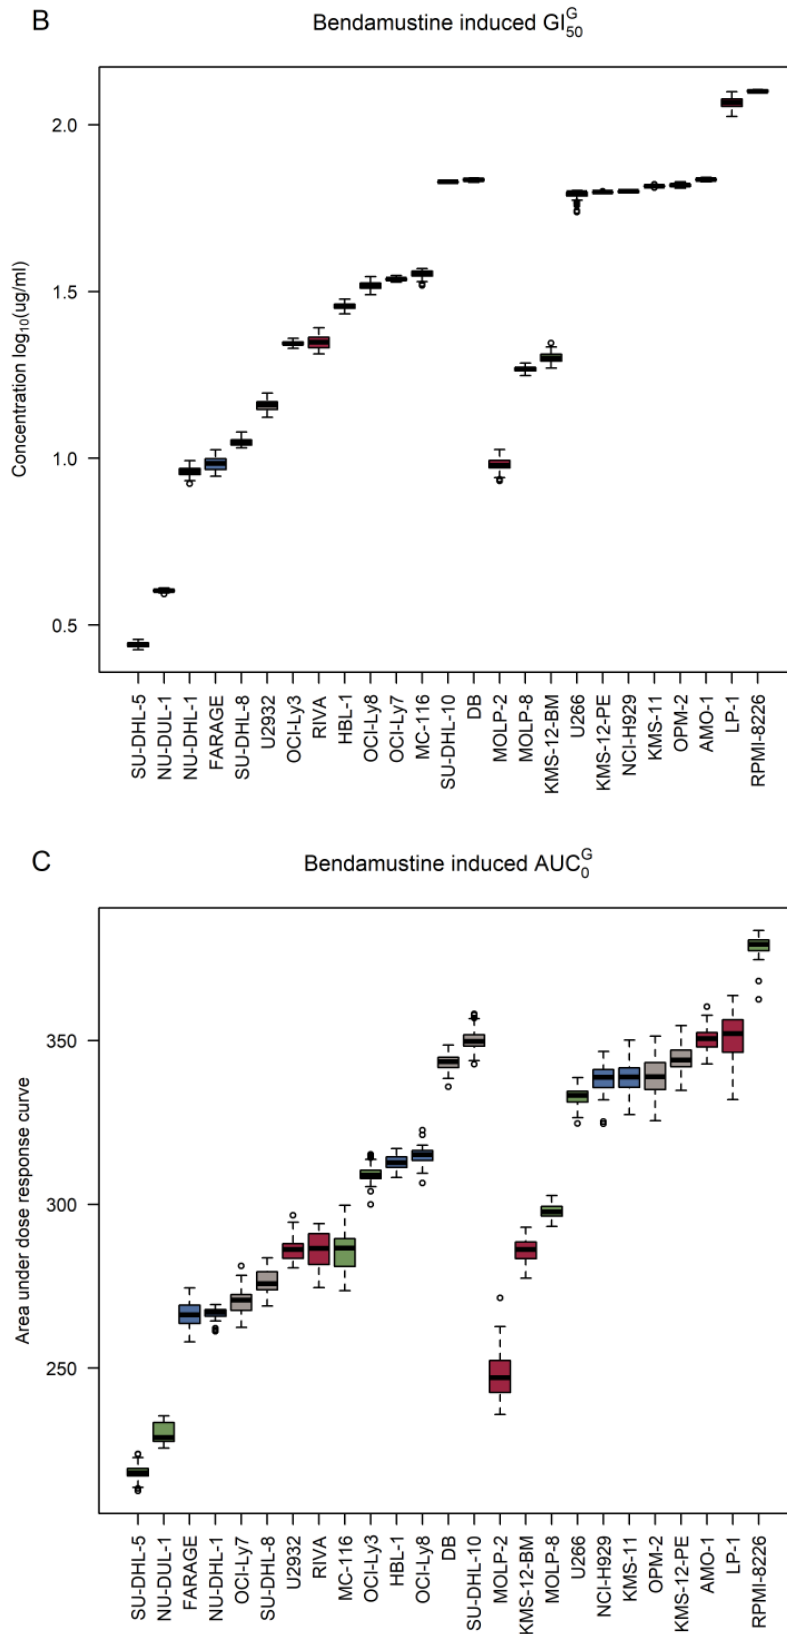 B
Bendamustine induced GI₅₀ᴳ
Concentration log₁₀(ug/ml)
2.0
1.5
1.0
0.5
SU-DHL-5
NU-DUL-1
NU-DHL-1
FARAGE
SU-DHL-8
U2932
OCI-Ly3
RIVA
HBL-1
OCI-Ly8
OCI-Ly7
MC-116
SU-DHL-10
DB
MOLP-2
MOLP-8
KMS-12-BM
U266
KMS-12-PE
NCI-H929
KMS-11
OPM-2
AMO-1
LP-1
RPMI-8226
C
Bendamustine induced AUC₀ᴳ
Area under dose response curve
350
300
250
SU-DHL-5
NU-DUL-1
FARAGE
NU-DHL-1
OCI-Ly7
SU-DHL-8
U2932
RIVA
MC-116
OCI-Ly3
HBL-1
OCI-Ly8
DB
SU-DHL-10
MOLP-2
KMS-12-BM
MOLP-8
U266
NCI-H929
KMS-11
OPM-2
KMS-12-PE
AMO-1
LP-1
RPMI-8226